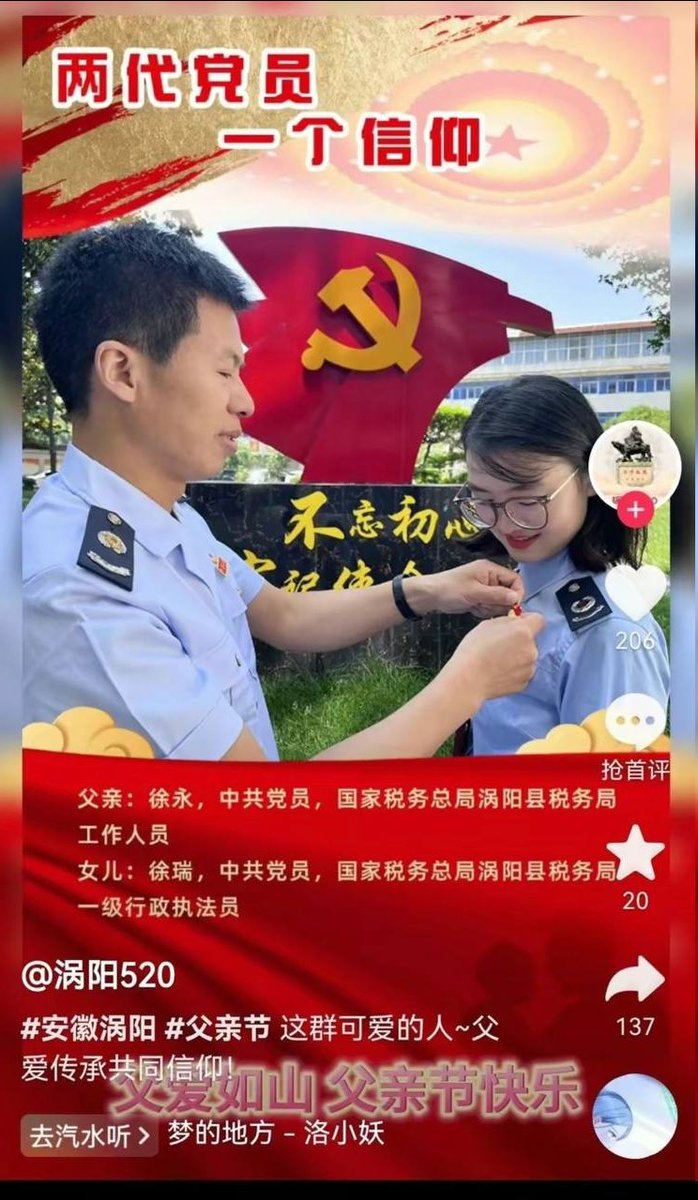 两代党员
一个信仰
不忘初心
父亲：徐永，中共党员，国家税务总局涡阳县税务局
工作人员
女儿：徐瑞，中共党员，国家税务总局涡阳县税务局
一级行政执法员
206
抢首评
20
137
@涡阳520
#安徽涡阳 #父亲节 这群可爱的人~父
爱传承共同信仰！
父爱如山 父亲节快乐
去汽水听 梦的地方 - 洛小妖